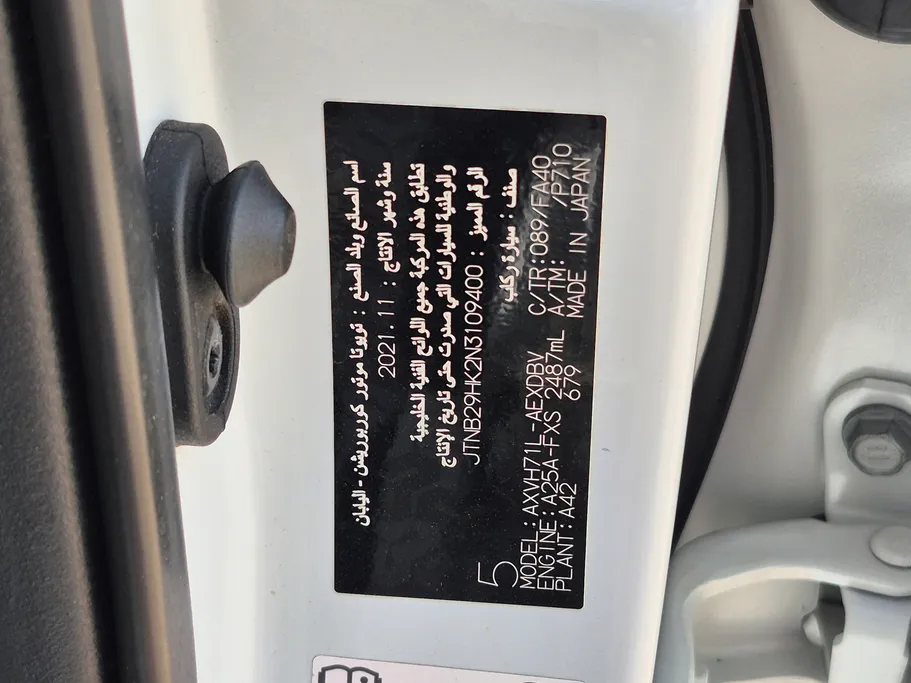 اسم الصانع وبلد الصنع : تويوتا موتور كوربوريشن - اليابان
سنة وشهر الإنتاج : 2021.11
تطابق هذه المركبة جميع اللوائح الفنية الخليجية
والوطنية للسيارات التي صدرت حتى تاريخ الإنتاج
الرقم المميز : JTNB29HK2N3109400
صنف : سيارة ركاب
5
MODEL:AXVH71L-AEXDBV C/TR:089/FA40
ENGINE:A25A-FXS 2487mL A/TM: /P710
PLANT:A42 679 MADE IN JAPAN